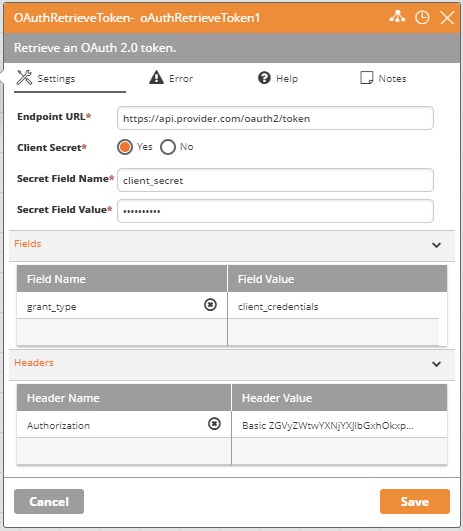 OAuthRetrieveToken- oAuthRetrieveToken1
Retrieve an OAuth 2.0 token.
Settings Error Help Notes
Endpoint URL* https://api.provider.com/oauth2/token
Client Secret* Yes No
Secret Field Name* client_secret
Secret Field Value* ••••••••••
Fields
Field Name Field Value
grant_type client_credentials
Headers
Header Name Header Value
Authorization Basic ZGVyZWtwYXNjYXJlbGxhOkxp...
Cancel Save